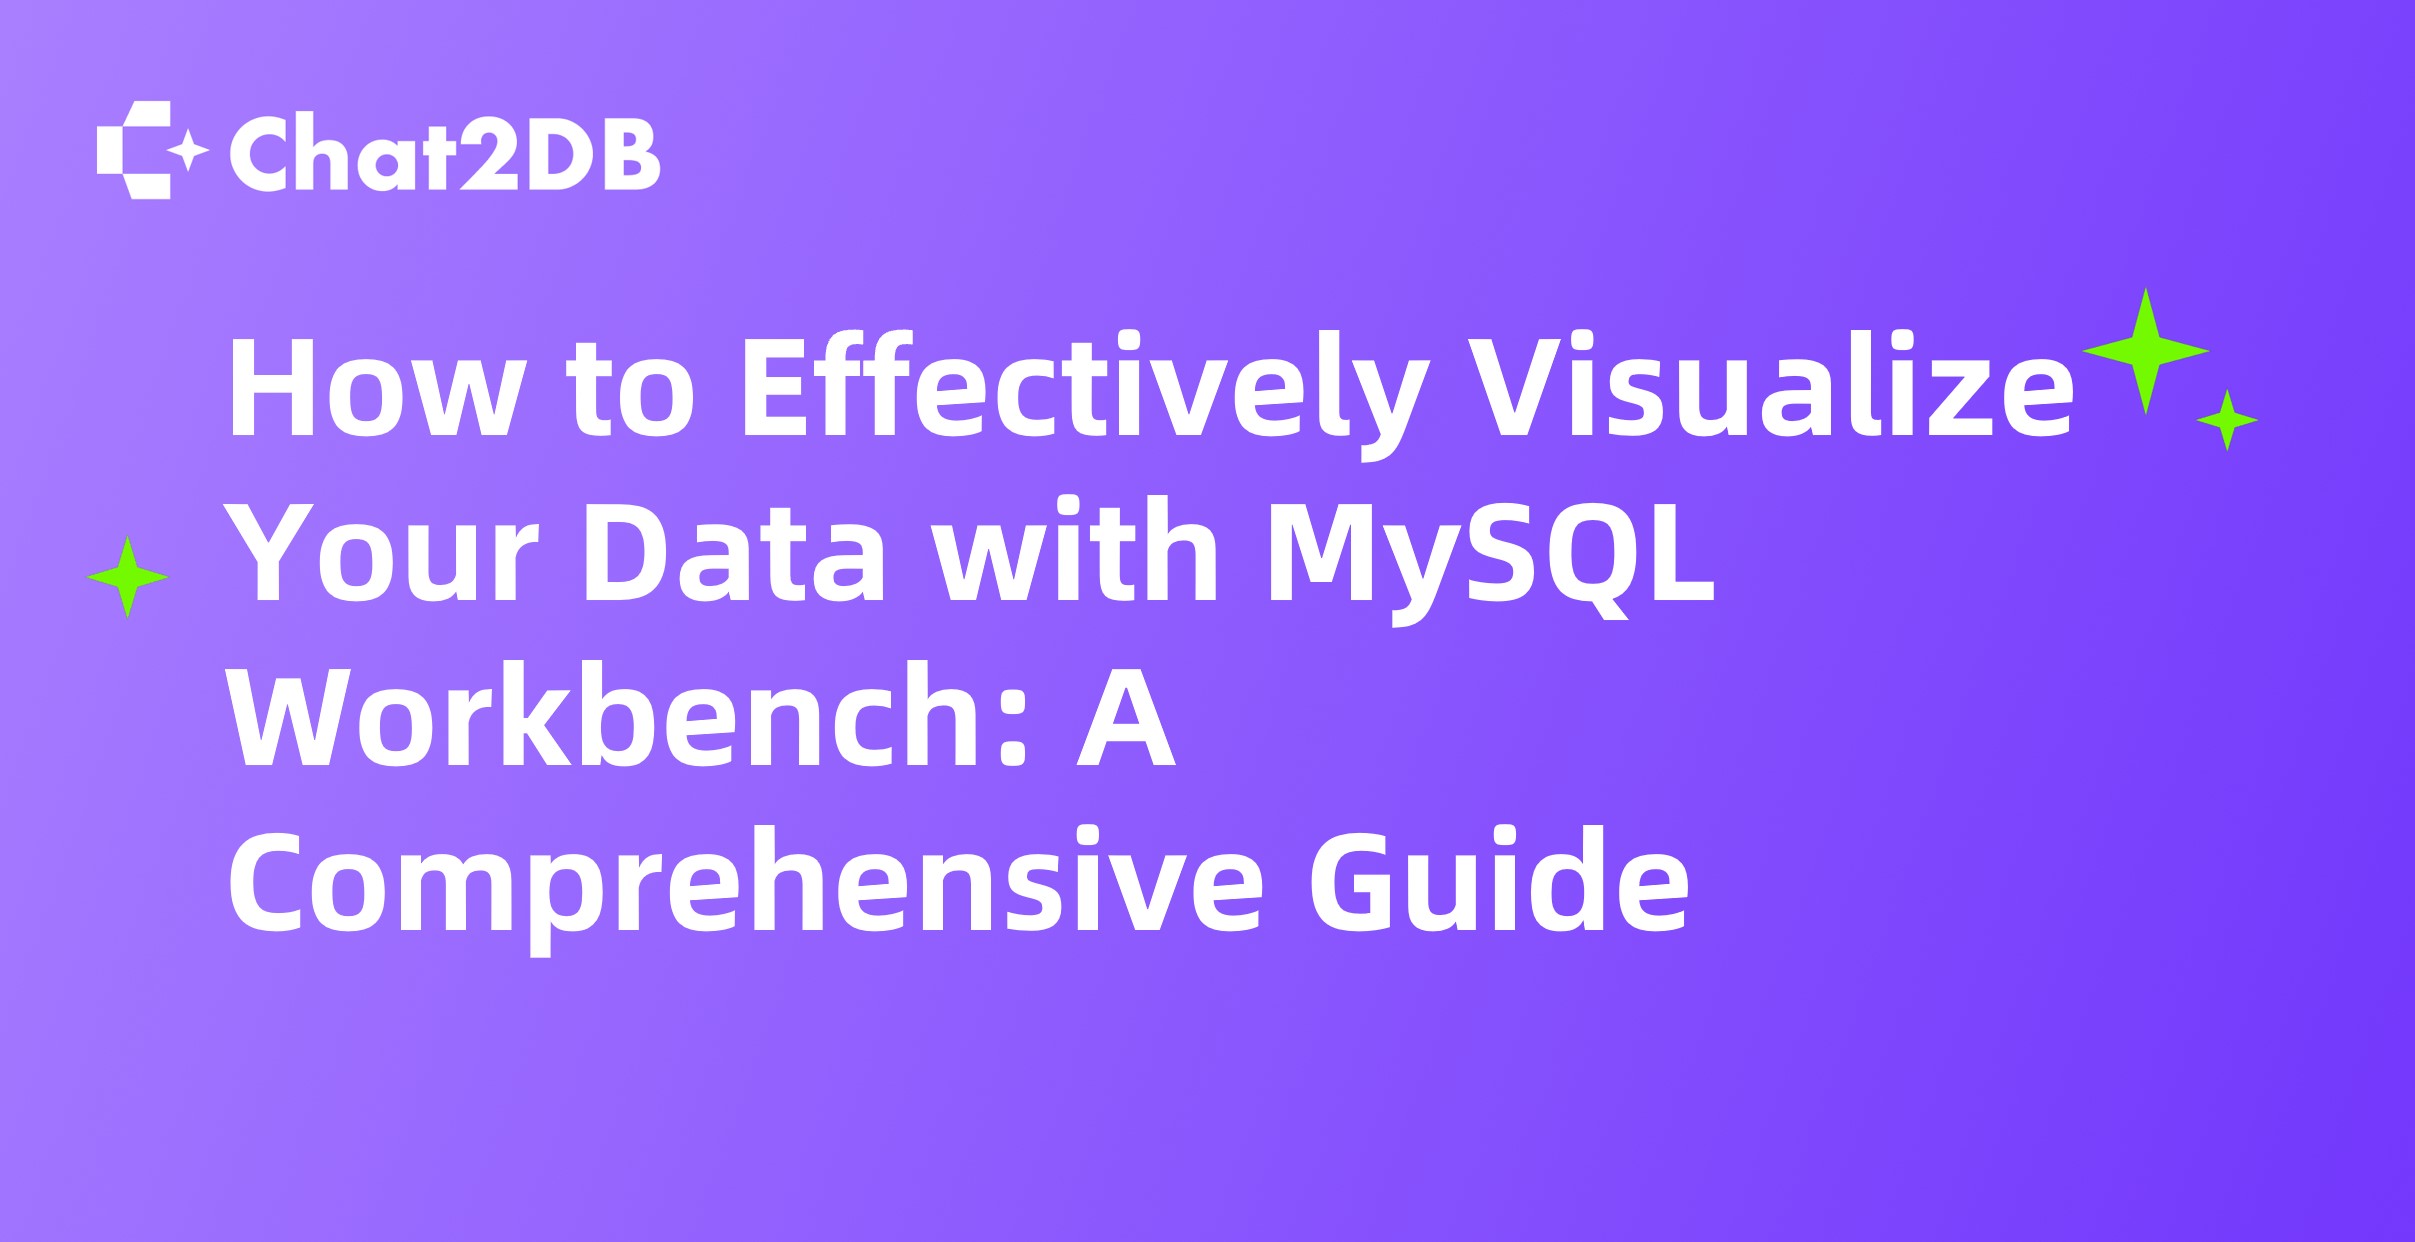 Chat2DB
How to Effectively Visualize
Your Data with MySQL
Workbench: A
Comprehensive Guide